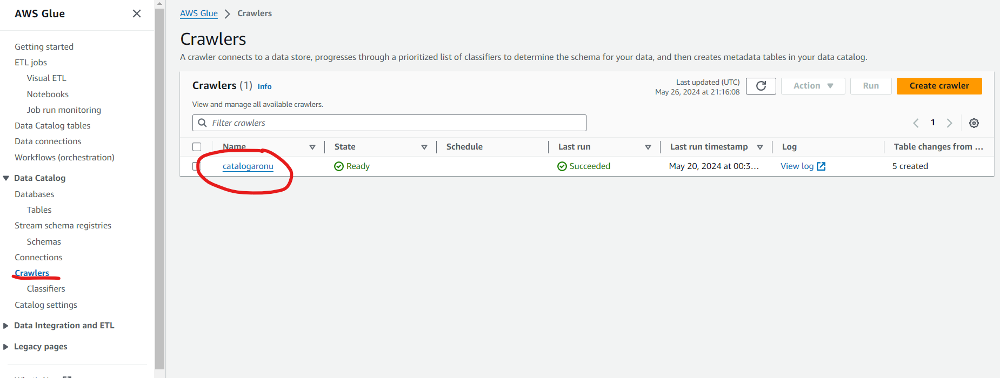 AWS Glue
Getting started
ETL jobs
Visual ETL
Notebooks
Job run monitoring
Data Catalog tables
Data connections
Workflows (orchestration)
Data Catalog
Databases
Tables
Stream schema registries
Schemas
Connections
Crawlers
Classifiers
Catalog settings
Data Integration and ETL
Legacy pages
AWS Glue > Crawlers
Crawlers
A crawler connects to a data store, progresses through a prioritized list of classifiers to determine the schema for your data, and then creates metadata tables in your data catalog.
Crawlers (1) Info
View and manage all available crawlers.
Last updated (UTC)
May 26, 2024 at 21:16:08
Action
Run
Create crawler
Filter crawlers
1
Name State Schedule Last run Last run timestamp Log Table changes from ...
catalogaronu Ready Succeeded May 20, 2024 at 00:3... View log 5 created